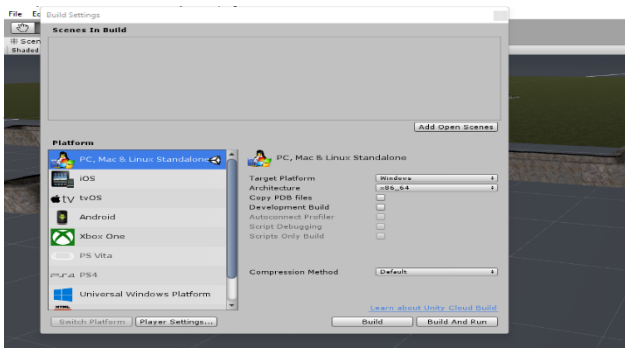 File
Build Settings
Scenes In Build
Shaded
Add Open Scenes
Platform
PC, Mac & Linux Standalone
iOS
tv tvOS
Android
Xbox One
PS Vita
PS4
Universal Windows Platform
HTML
Switch Platform
Player Settings...
PC, Mac & Linux Standalone
Target Platform Windows
Architecture x86_64
Copy PDB files
Development Build
Autoconnect Profiler
Script Debugging
Scripts Only Build
Compression Method Default
Learn about Unity Cloud Build
Build
Build And Run